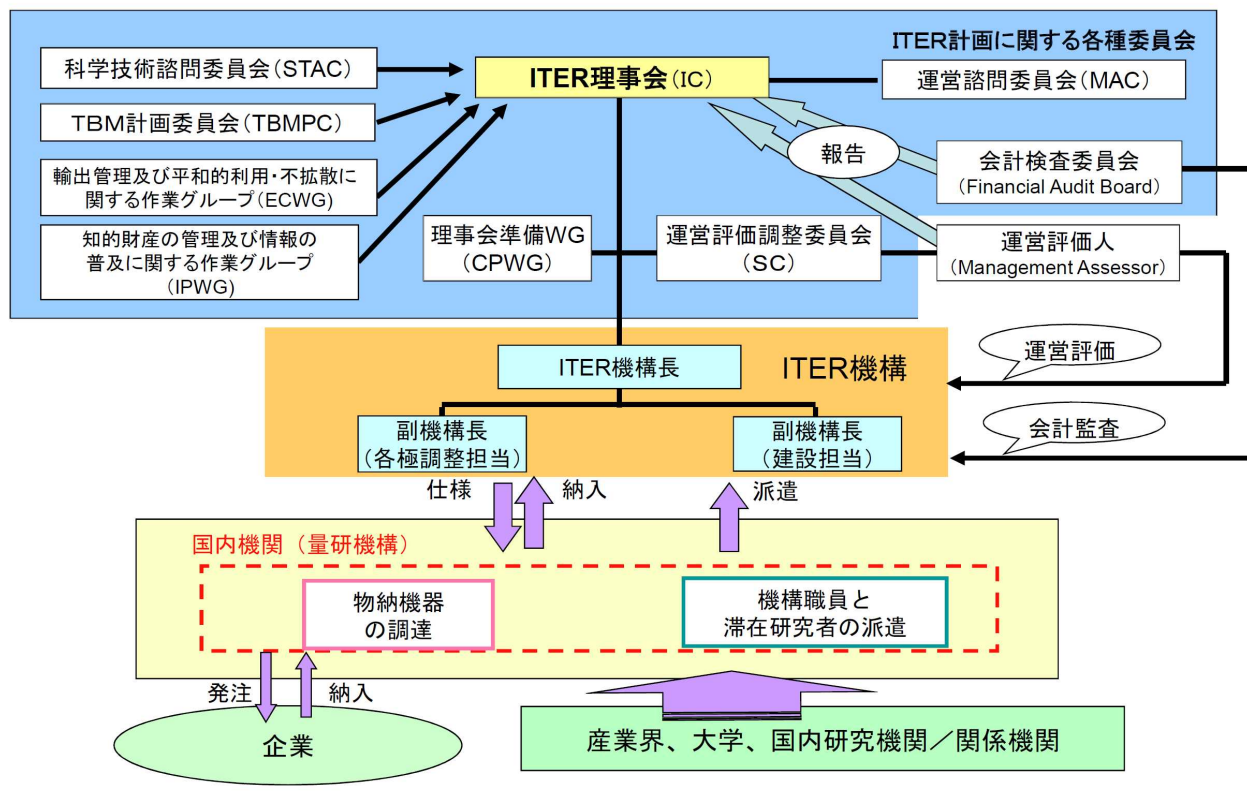 ITER計画に関する各種委員会
科学技術諮問委員会(STAC)
ITER理事会(IC)
運営諮問委員会(MAC)
TBM計画委員会(TBMPC)
報告
会計検査委員会
(Financial Audit Board)
輸出管理及び平和的利用・不拡散に
関する作業グループ(ECWG)
知的財産の管理及び情報の
普及に関する作業グループ
(IPWG)
理事会準備WG
(CPWG)
運営評価調整委員会
(SC)
運営評価人
(Management Assessor)
ITER機構長
ITER機構
運営評価
副機構長
(各極調整担当)
副機構長
(建設担当)
会計監査
仕様
納入
派遣
国内機関(量研機構)
物納機器
の調達
機構職員と
滞在研究者の派遣
発注
納入
企業
産業界、大学、国内研究機関/関係機関